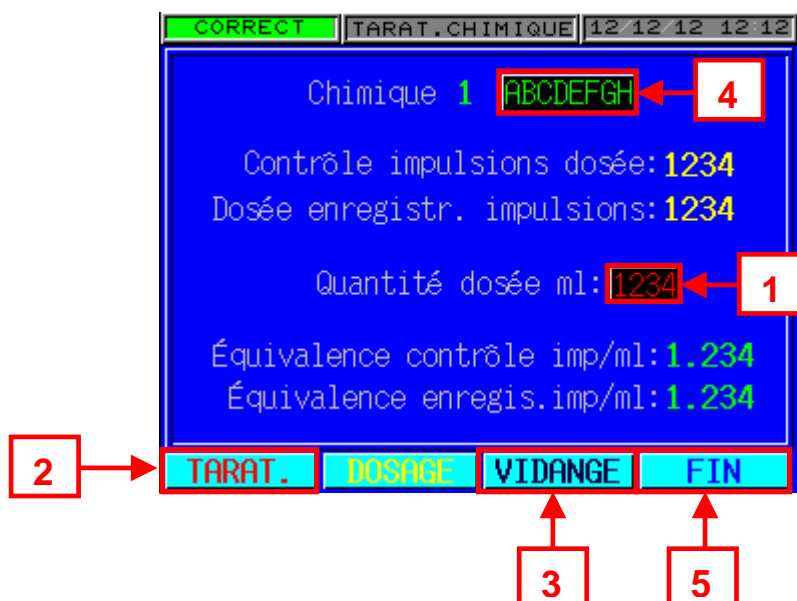 CORRECT TARAT.CHIMIQUE 12/12/12 12:12
Chimique 1 ABCDEFGH 4
Contrôle impulsions dosée: 1234
Dosée enregistr. impulsions: 1234
Quantité dosée ml: 1234 1
Équivalence contrôle imp/ml: 1.234
Équivalence enregis.imp/ml: 1.234
2 TARAT. DOSAGE VIDANGE FIN
3 5